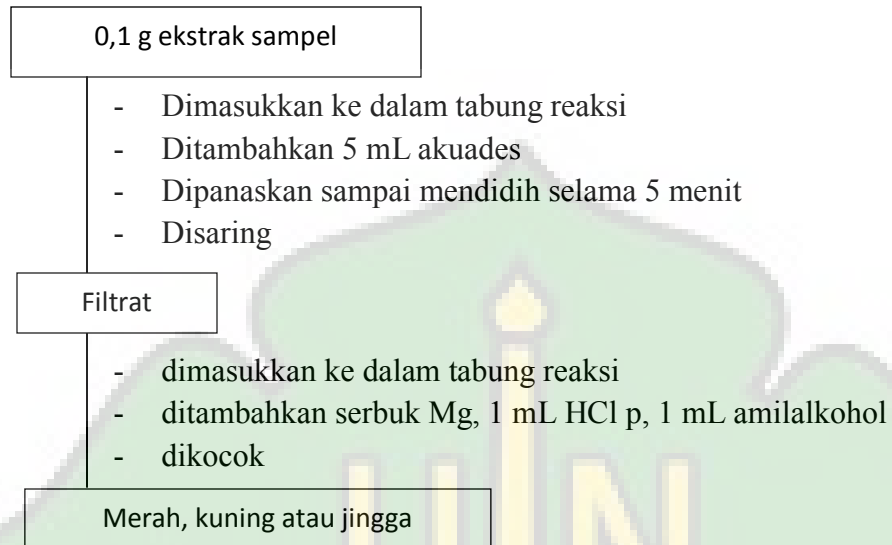 0,1 g ekstrak sampel
- Dimasukkan ke dalam tabung reaksi
- Ditambahkan 5 mL akuades
- Dipanaskan sampai mendidih selama 5 menit
- Disaring
Filtrat
- dimasukkan ke dalam tabung reaksi
- ditambahkan serbuk Mg, 1 mL HCl p, 1 mL amilalkohol
- dikocok
Merah, kuning atau jingga
UIN